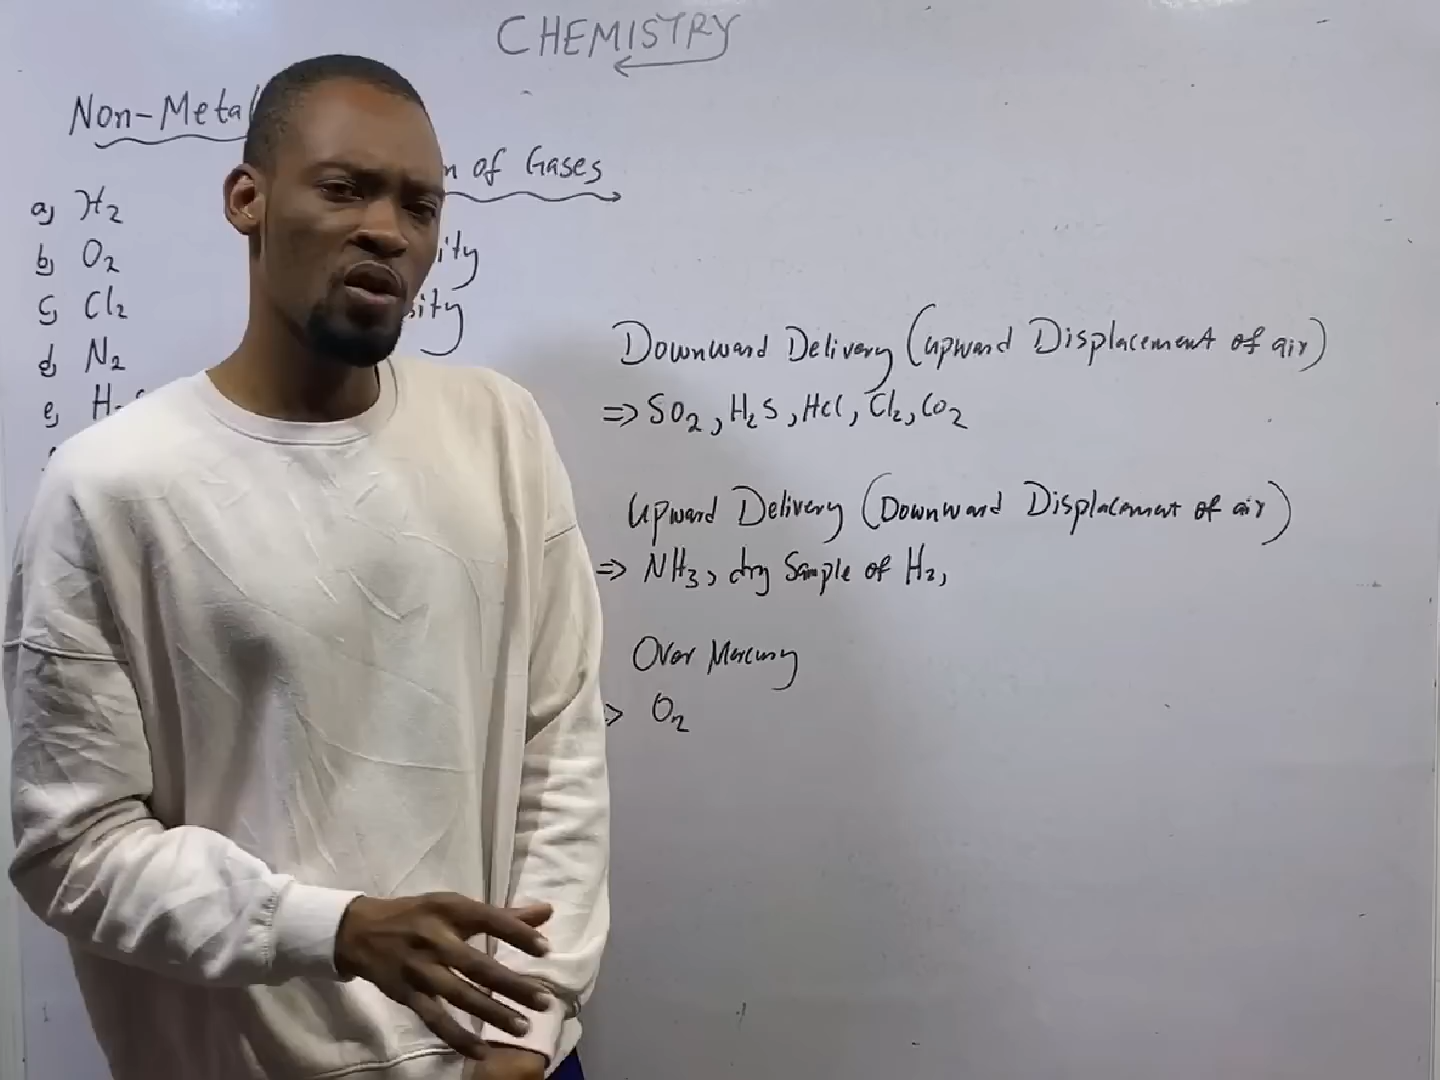 CHEMISTRY
Non-Metal
of Gases
a) H2
b) O2
c) Cl2
d) N2
e)
Downward Delivery (upward Displacement of air)
=> SO2, H2S, HCl, Cl2, CO2
Upward Delivery (Downward Displacement of air)
=> NH3, dry Sample of H2,
Over Mercury
> O2